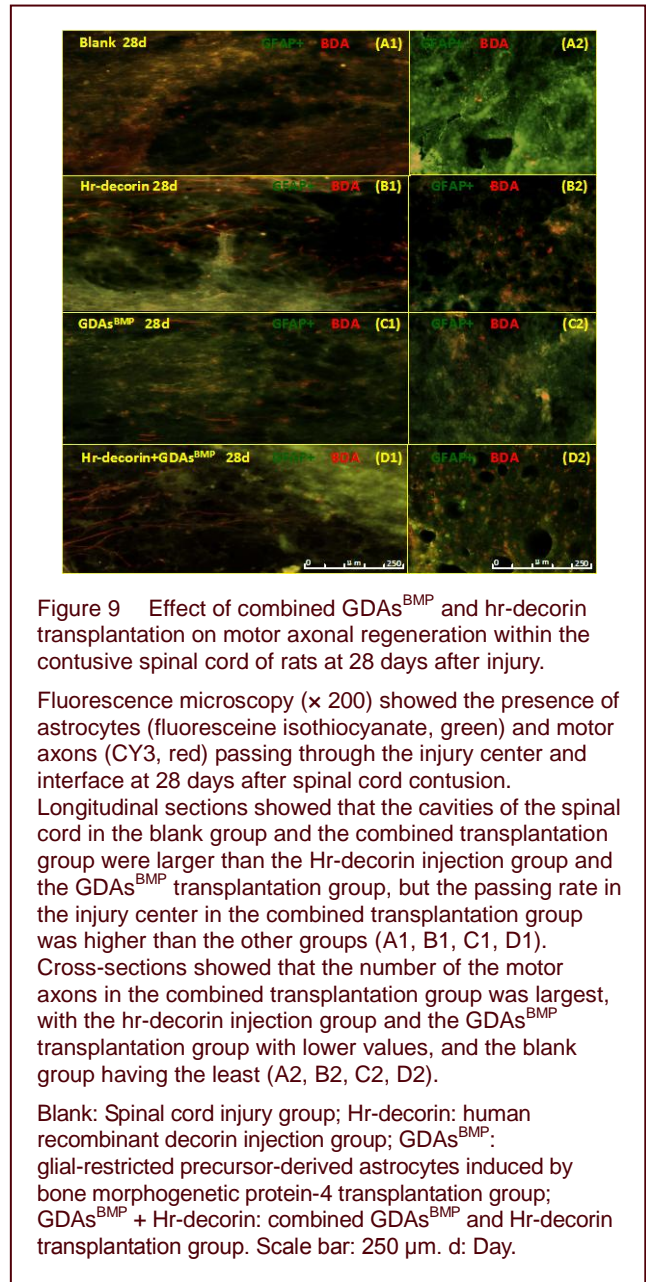 Blank 28d GFAP+ BDA (A1) GFAP+ BDA (A2)
Hr-decorin 28d GFAP+ BDA (B1) GFAP+ BDA (B2)
GDAsBMP 28d GFAP+ BDA (C1) GFAP+ BDA (C2)
Hr-decorin+GDAsBMP 28d GFAP+ BDA (D1) GFAP+ BDA (D2)
0 μm 250 0 μm 250
Figure 9 Effect of combined GDAsBMP and hr-decorin
transplantation on motor axonal regeneration within the
contusive spinal cord of rats at 28 days after injury.
Fluorescence microscopy (× 200) showed the presence of
astrocytes (fluoresceine isothiocyanate, green) and motor
axons (CY3, red) passing through the injury center and
interface at 28 days after spinal cord contusion.
Longitudinal sections showed that the cavities of the spinal
cord in the blank group and the combined transplantation
group were larger than the Hr-decorin injection group and
the GDAsBMP transplantation group, but the passing rate in
the injury center in the combined transplantation group
was higher than the other groups (A1, B1, C1, D1).
Cross-sections showed that the number of the motor
axons in the combined transplantation group was largest,
with the hr-decorin injection group and the GDAsBMP
transplantation group with lower values, and the blank
group having the least (A2, B2, C2, D2).
Blank: Spinal cord injury group; Hr-decorin: human
recombinant decorin injection group; GDAsBMP:
glial-restricted precursor-derived astrocytes induced by
bone morphogenetic protein-4 transplantation group;
GDAsBMP + Hr-decorin: combined GDAsBMP and Hr-decorin
transplantation group. Scale bar: 250 μm. d: Day.